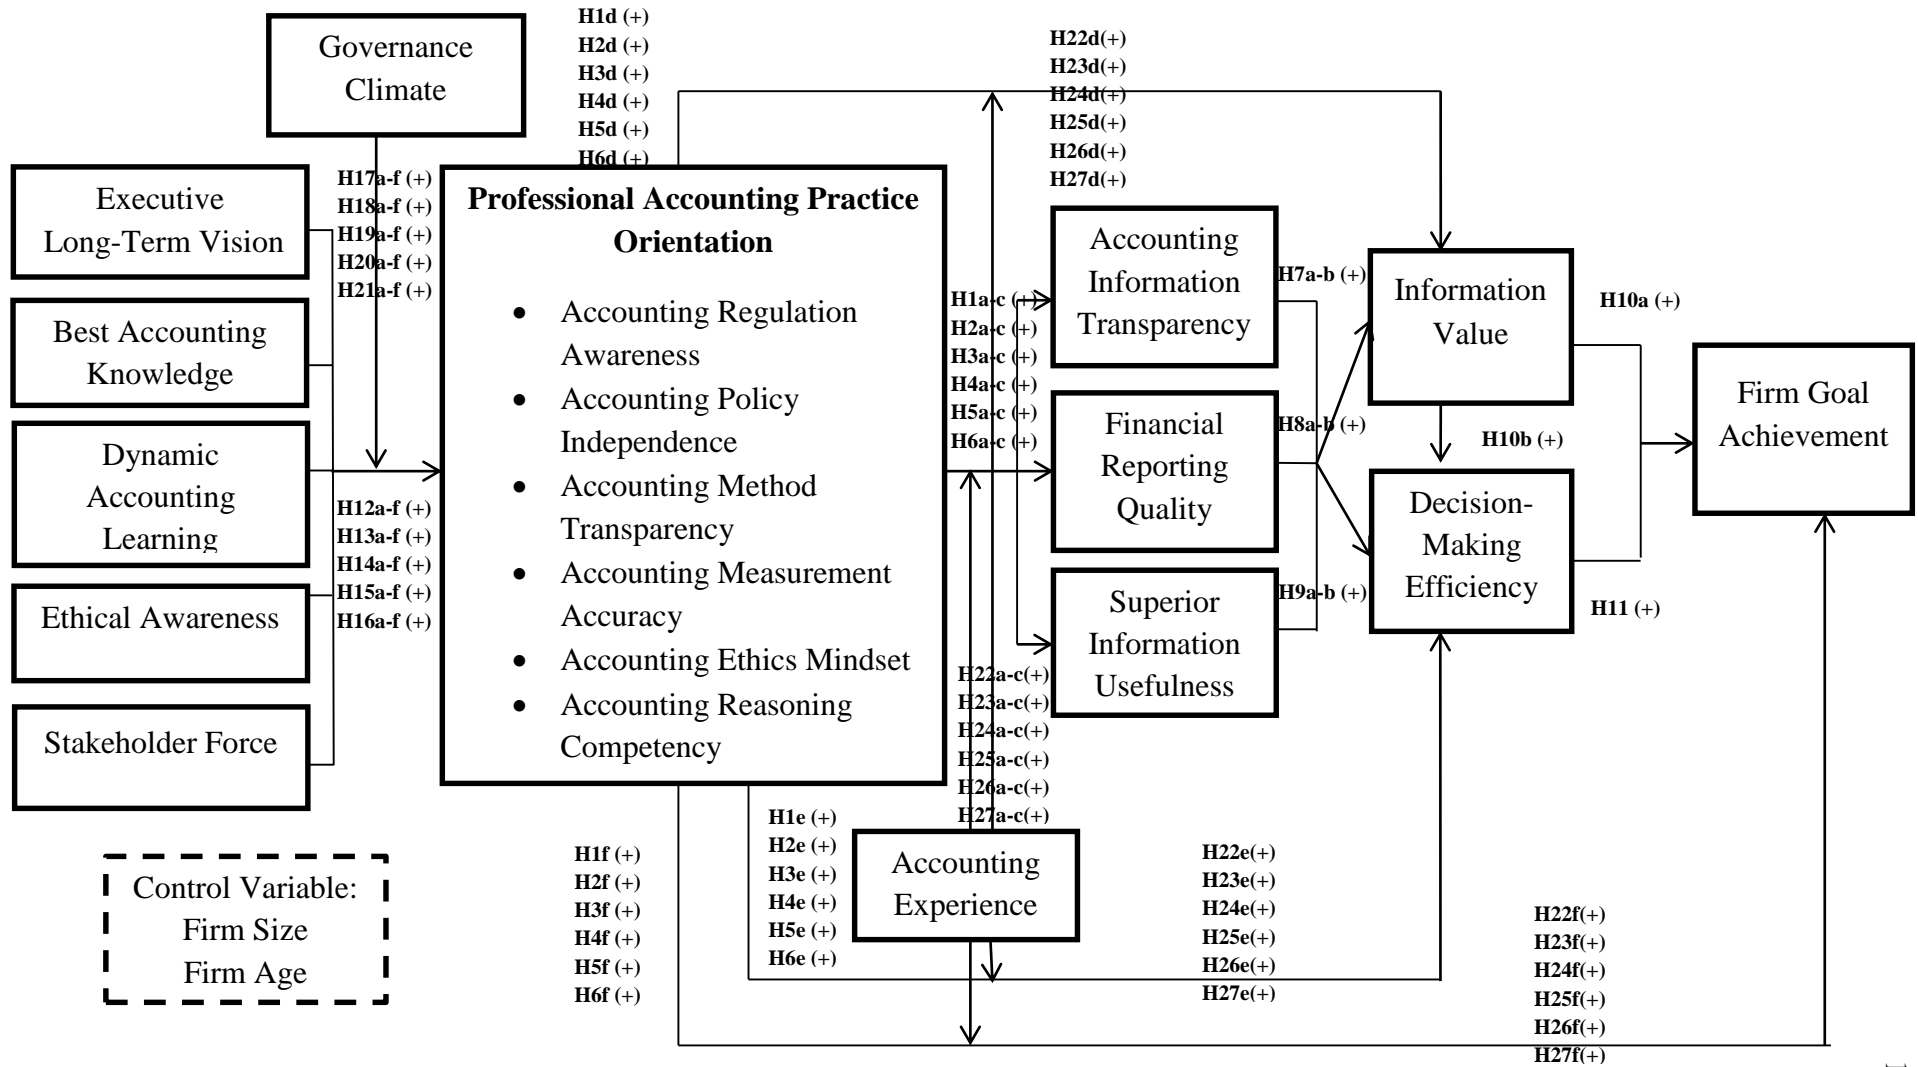 Governance
Climate
H1d (+)
H2d (+)
H3d (+)
H4d (+)
H5d (+)
H6d (+)
H22d(+)
H23d(+)
H24d(+)
H25d(+)
H26d(+)
H27d(+)
Executive
Long-Term Vision
Best Accounting
Knowledge
Dynamic
Accounting
Learning
Ethical Awareness
Stakeholder Force
H17a-f (+)
H18a-f (+)
H19a-f (+)
H20a-f (+)
H21a-f (+)
H12a-f (+)
H13a-f (+)
H14a-f (+)
H15a-f (+)
H16a-f (+)
Professional Accounting Practice
Orientation
• Accounting Regulation
Awareness
• Accounting Policy
Independence
• Accounting Method
Transparency
• Accounting Measurement
Accuracy
• Accounting Ethics Mindset
• Accounting Reasoning
Competency
H1a-c (+)
H2a-c (+)
H3a-c (+)
H4a-c (+)
H5a-c (+)
H6a-c (+)
H22a-c(+)
H23a-c(+)
H24a-c(+)
H25a-c(+)
H26a-c(+)
H27a-c(+)
Accounting
Information
Transparency
Financial
Reporting
Quality
Superior
Information
Usefulness
H7a-b (+)
H8a-b (+)
H9a-b (+)
Information
Value
Decision-
Making
Efficiency
H10a (+)
H10b (+)
H11 (+)
Firm Goal
Achievement
Control Variable:
Firm Size
Firm Age
H1f (+)
H2f (+)
H3f (+)
H4f (+)
H5f (+)
H6f (+)
H1e (+)
H2e (+)
H3e (+)
H4e (+)
H5e (+)
H6e (+)
Accounting
Experience
H22e(+)
H23e(+)
H24e(+)
H25e(+)
H26e(+)
H27e(+)
H22f(+)
H23f(+)
H24f(+)
H25f(+)
H26f(+)
H27f(+)